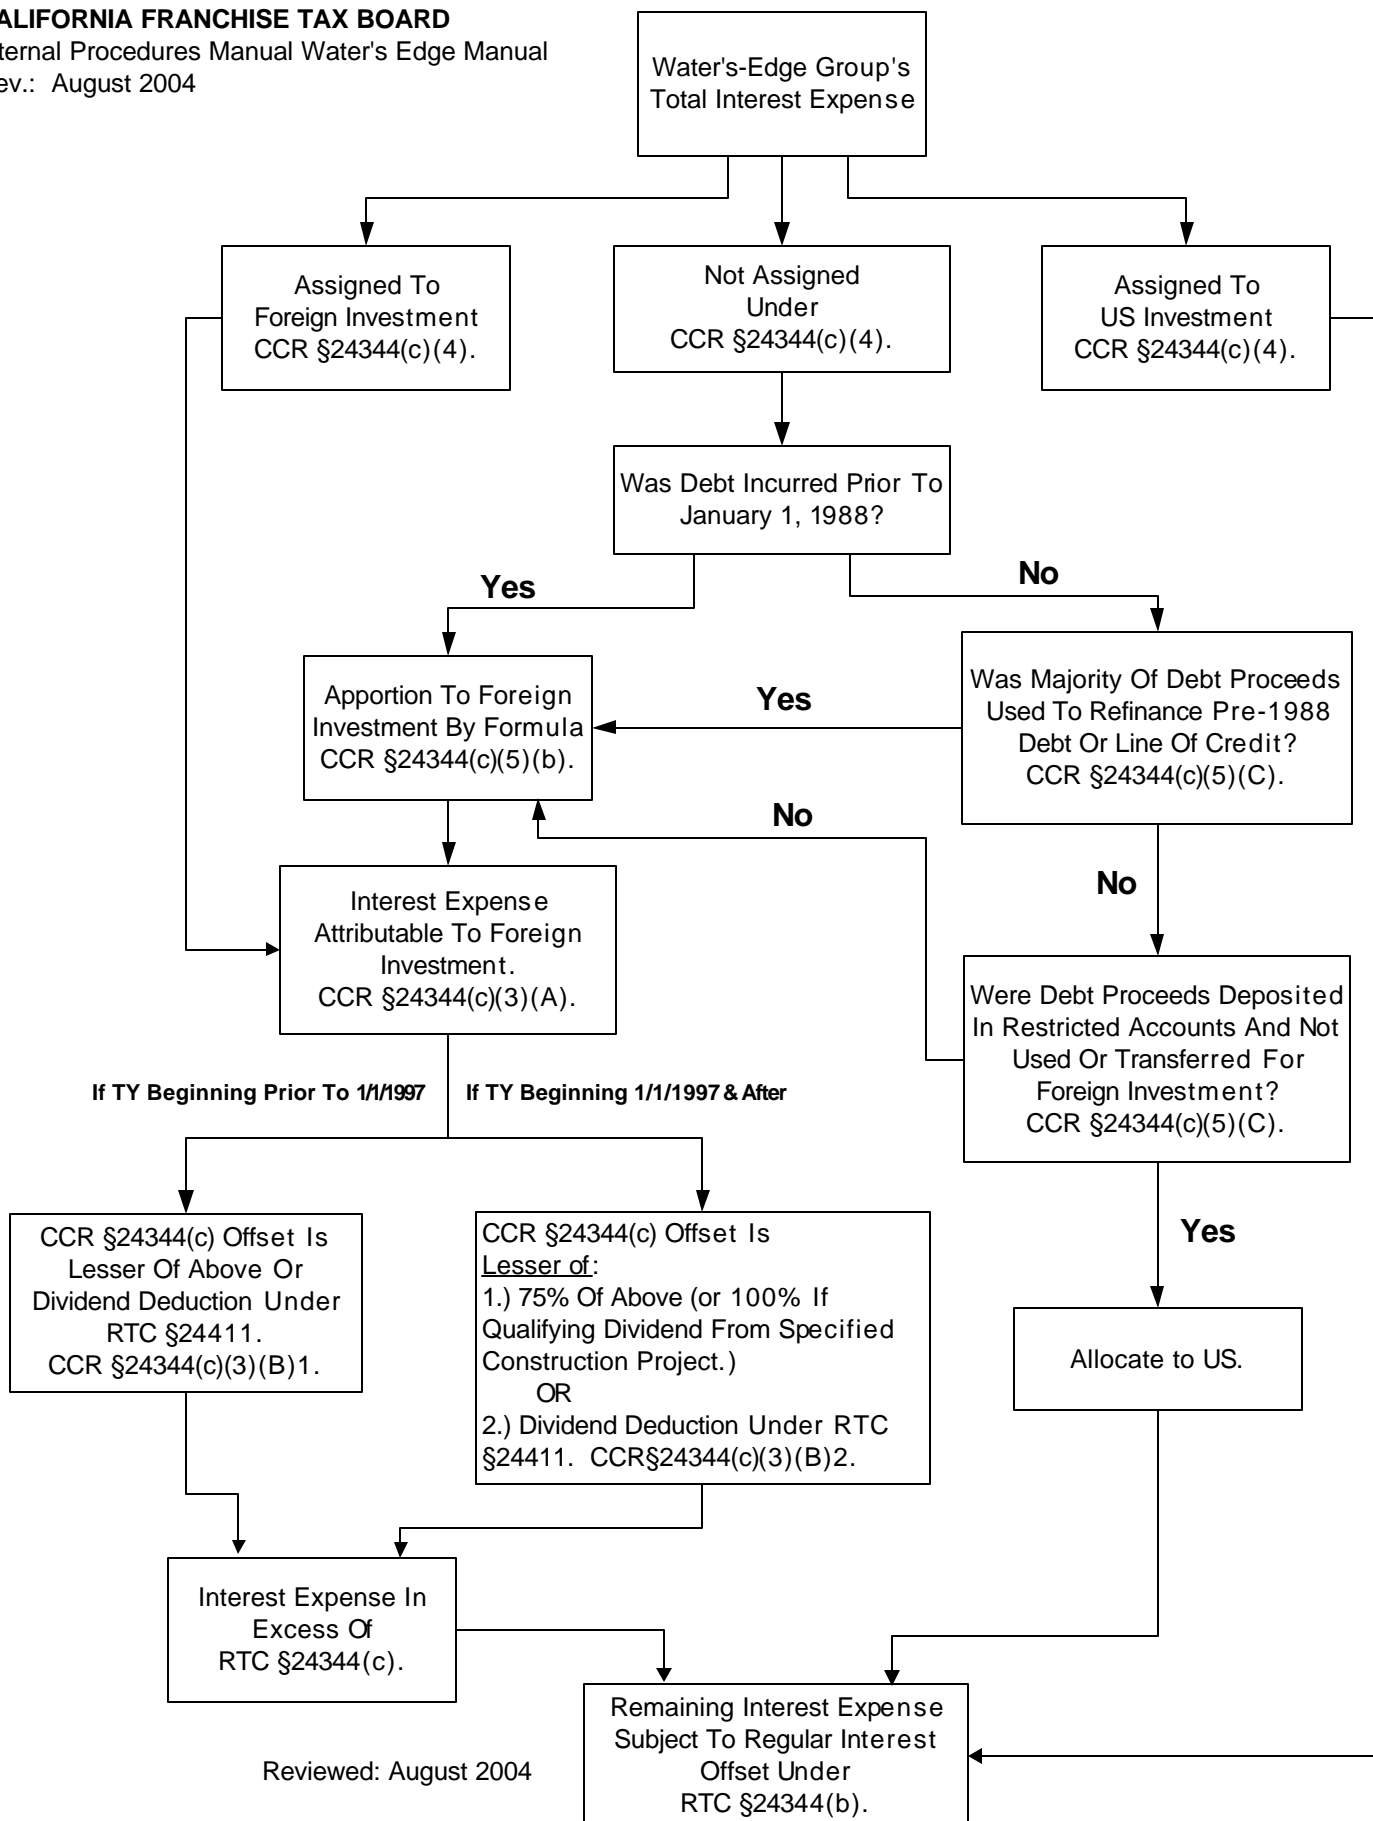 ALIFORNIA FRANCHISE TAX BOARD
ternal Procedures Manual Water's Edge Manual
ev.: August 2004
Water's-Edge Group's
Total Interest Expense
Assigned To
Foreign Investment
CCR §24344(c)(4).
Not Assigned
Under
CCR §24344(c)(4).
Assigned To
US Investment
CCR §24344(c)(4).
Was Debt Incurred Prior To
January 1, 1988?
Yes
No
Apportion To Foreign
Investment By Formula
CCR §24344(c)(5)(b).
Yes
Was Majority Of Debt Proceeds
Used To Refinance Pre-1988
Debt Or Line Of Credit?
CCR §24344(c)(5)(C).
No
No
Interest Expense
Attributable To Foreign
Investment.
CCR §24344(c)(3)(A).
Were Debt Proceeds Deposited
In Restricted Accounts And Not
Used Or Transferred For
Foreign Investment?
CCR §24344(c)(5)(C).
If TY Beginning Prior To 1/1/1997
If TY Beginning 1/1/1997 & After
CCR §24344(c) Offset Is
Lesser Of Above Or
Dividend Deduction Under
RTC §24411.
CCR §24344(c)(3)(B)1.
CCR §24344(c) Offset Is
Lesser of:
1.) 75% Of Above (or 100% If
Qualifying Dividend From Specified
Construction Project.)
OR
2.) Dividend Deduction Under RTC
§24411. CCR§24344(c)(3)(B)2.
Yes
Allocate to US.
Interest Expense In
Excess Of
RTC §24344(c).
Remaining Interest Expense
Subject To Regular Interest
Offset Under
RTC §24344(b).
Reviewed: August 2004